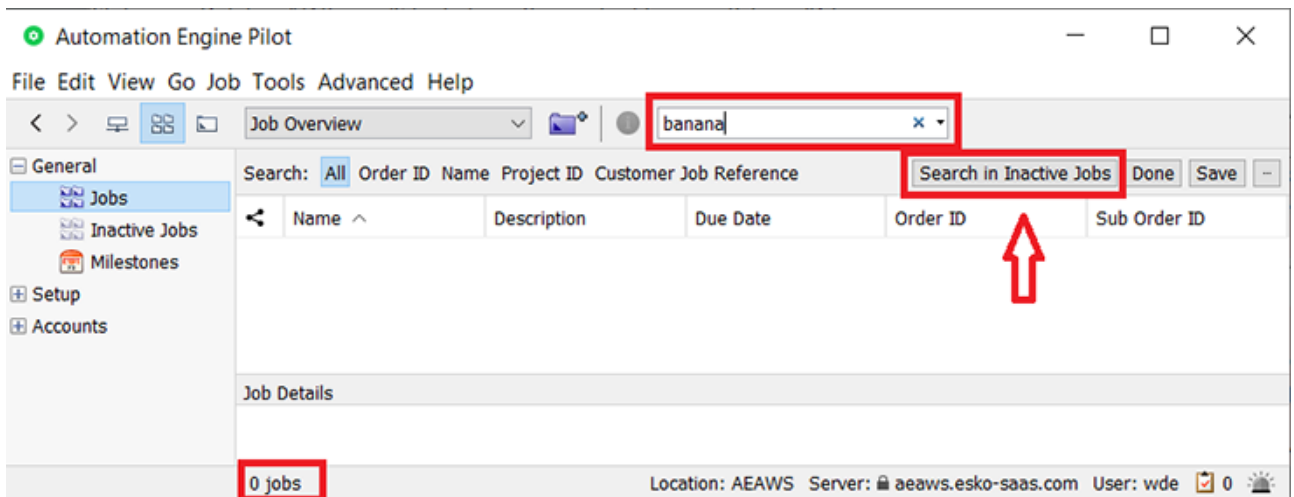 Automation Engine Pilot
File Edit View Go Job Tools Advanced Help
Job Overview banana
General
Jobs
Inactive Jobs
Milestones
Setup
Accounts
Search: All Order ID Name Project ID Customer Job Reference Search in Inactive Jobs Done Save ...
Name Description Due Date Order ID Sub Order ID
Job Details
0 jobs Location: AEAWS Server: aeaws.esko-saas.com User: wde 0